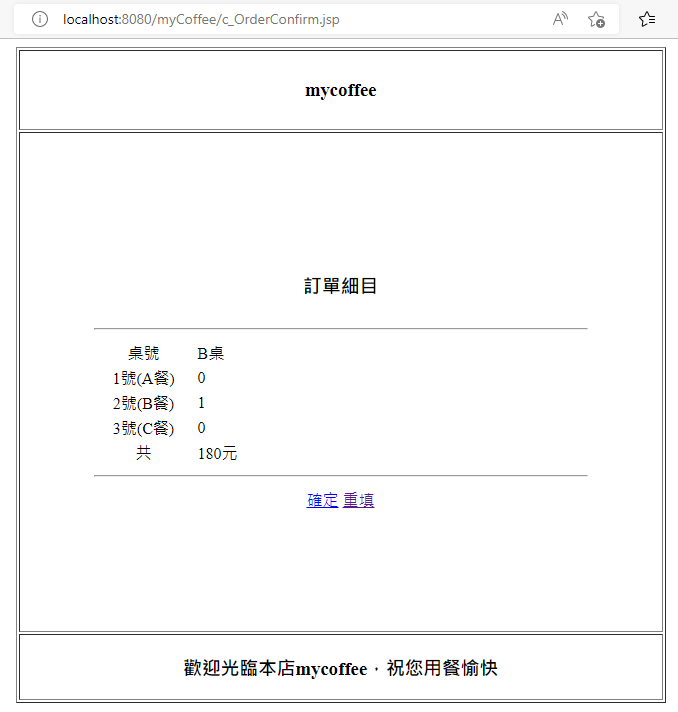 localhost:8080/myCoffee/c_OrderConfirm.jsp
mycoffee
訂單細目
桌號 B桌
1號(A餐) 0
2號(B餐) 1
3號(C餐) 0
共 180元
確定 重填
歡迎光臨本店mycoffee，祝您用餐愉快